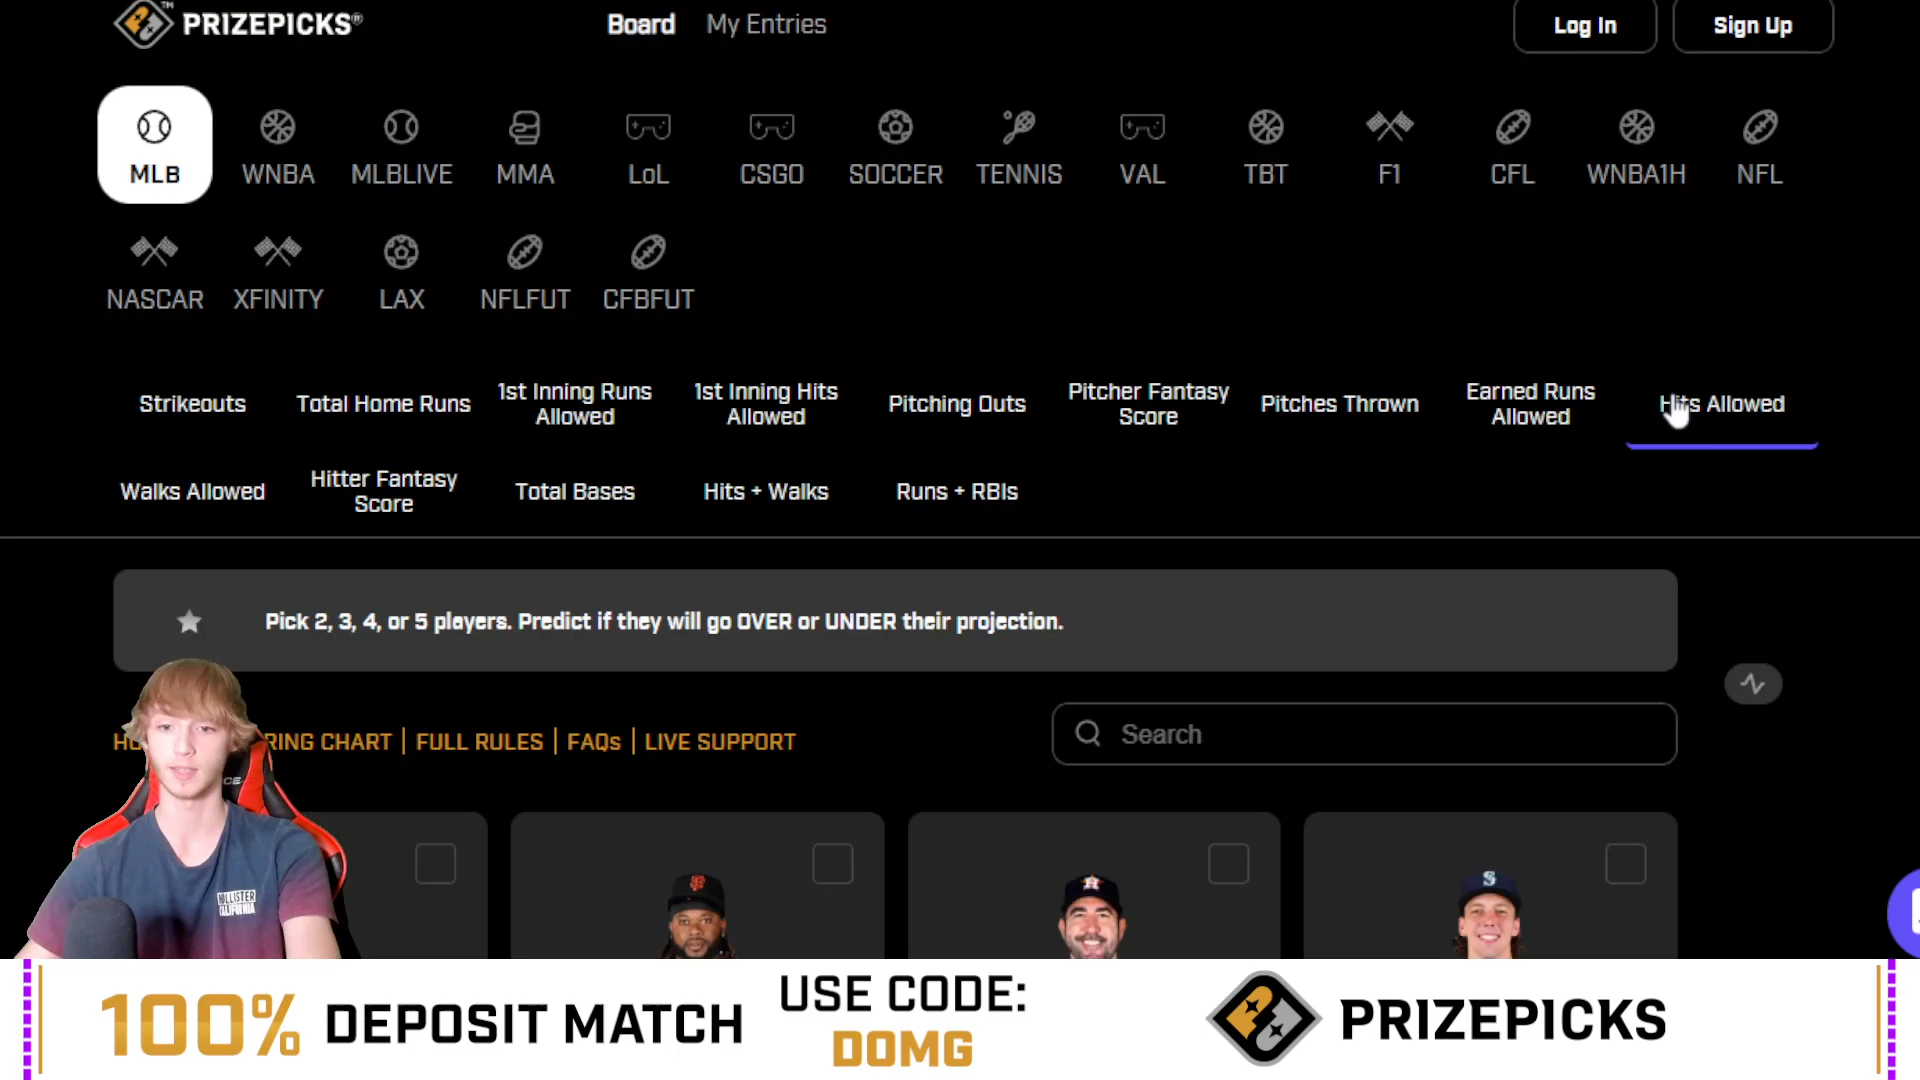 PRIZEPICKS®
Board
My Entries
Log In
Sign Up
MLB
WNBA
MLBLIVE
MMA
LoL
CSGO
SOCCEr
TENNIS
VAL
TBT
F1
CFL
WNBA1H
NFL
NASCAR
XFINITY
LAX
NFLFUT
CFBFUT
Strikeouts
Total Home Runs
1st Inning Runs
Allowed
1st Inning Hits
Allowed
Pitching Outs
Pitcher Fantasy
Score
Pitches Thrown
Earned Runs
Allowed
Hits Allowed
Walks Allowed
Hitter Fantasy
Score
Total Bases
Hits + Walks
Runs + RBIs
Pick 2, 3, 4, or 5 players. Predict if they will go OVER or UNDER their projection.
CHART | FULL RULES | FAQs | LIVE SUPPORT
Search
HOLLISTER
CALIFORNIA
100% DEPOSIT MATCH
USE CODE:
DOMG
PRIZEPICKS